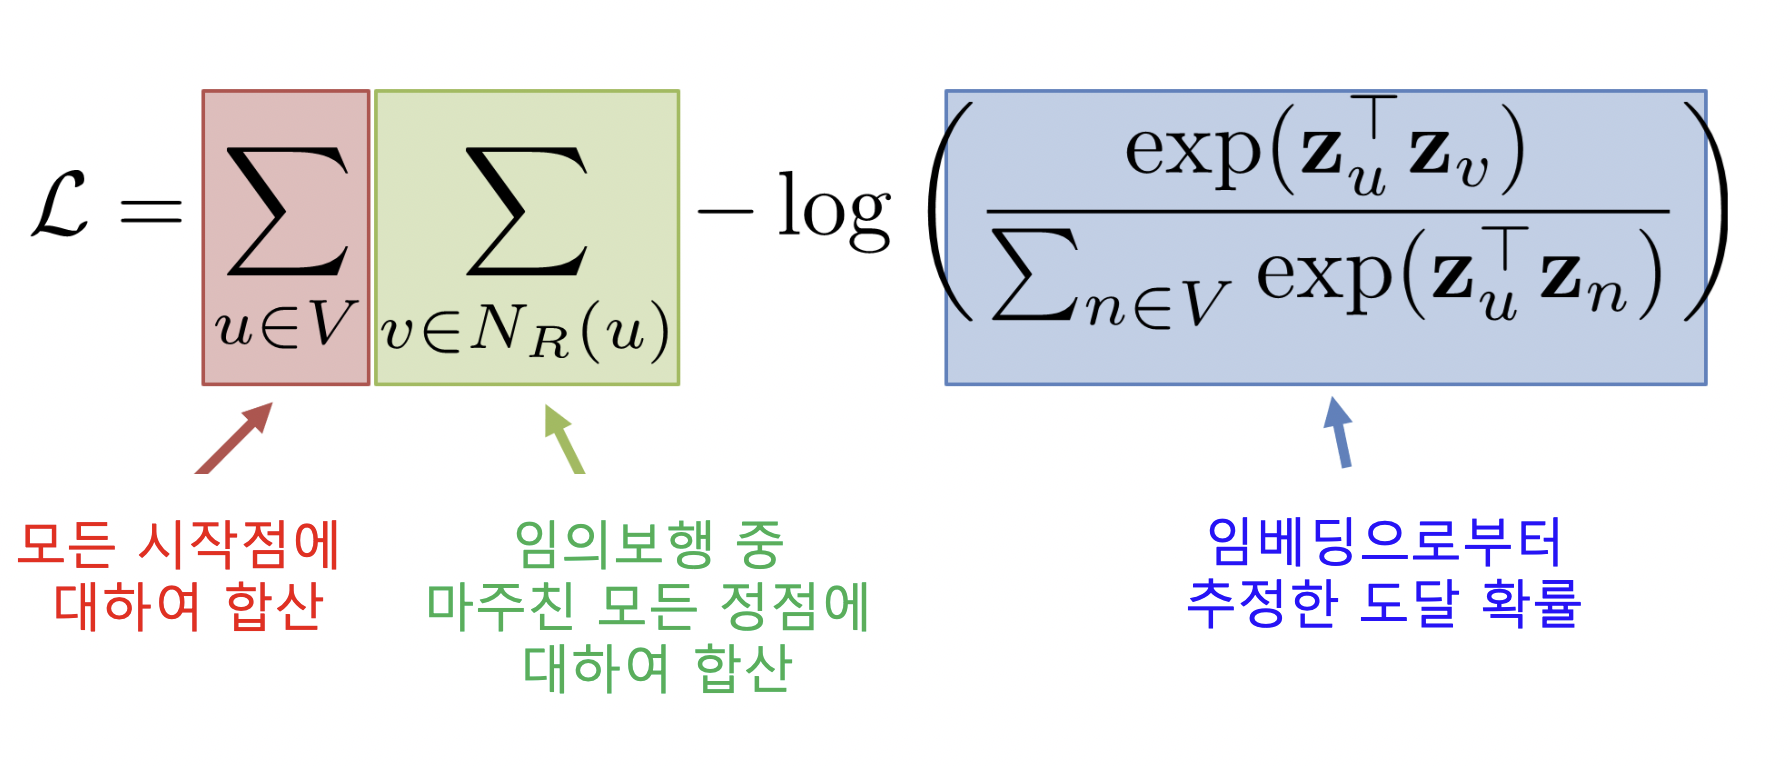 $\mathcal{L} = \sum_{u \in V} \sum_{v \in N_R(u)} -\log\left(\frac{\exp(\mathbf{z}_u^\top \mathbf{z}_v)}{\sum_{n \in V} \exp(\mathbf{z}_u^\top \mathbf{z}_n)}\right)$
모든 시작점에
대하여 합산
임의보행 중
마주친 모든 정점에
대하여 합산
임베딩으로부터
추정한 도달 확률